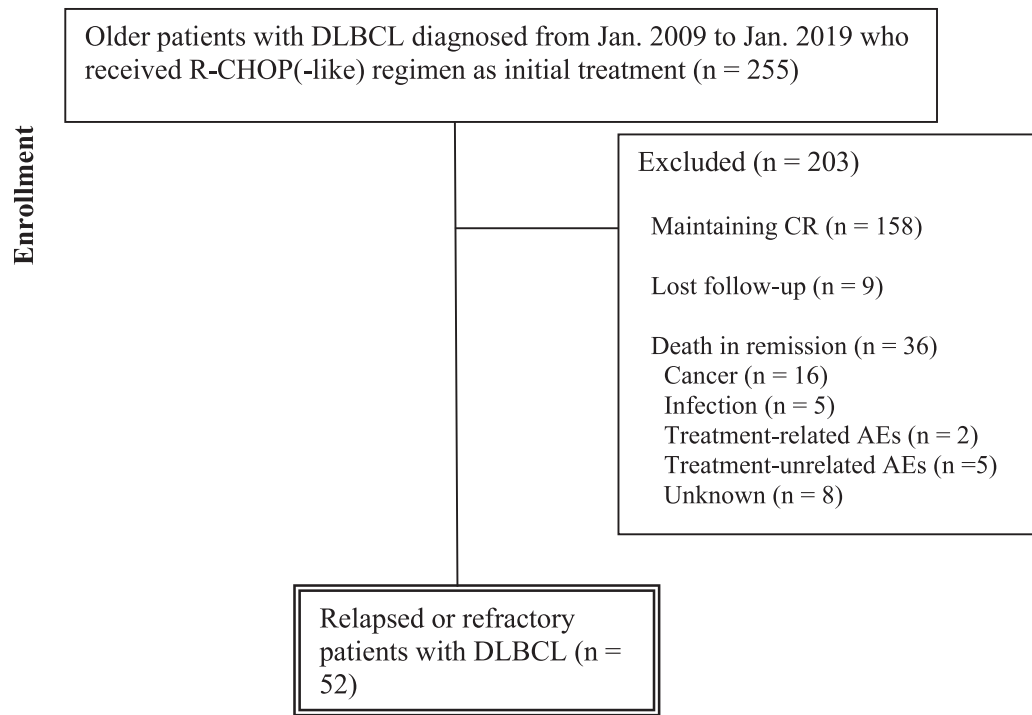 Older patients with DLBCL diagnosed from Jan. 2009 to Jan. 2019 who
received R-CHOP(-like) regimen as initial treatment (n = 255)
Enrollment
Excluded (n = 203)
Maintaining CR (n = 158)
Lost follow-up (n = 9)
Death in remission (n = 36)
Cancer (n = 16)
Infection (n = 5)
Treatment-related AEs (n = 2)
Treatment-unrelated AEs (n =5)
Unknown (n = 8)
Relapsed or refractory
patients with DLBCL (n =
52)